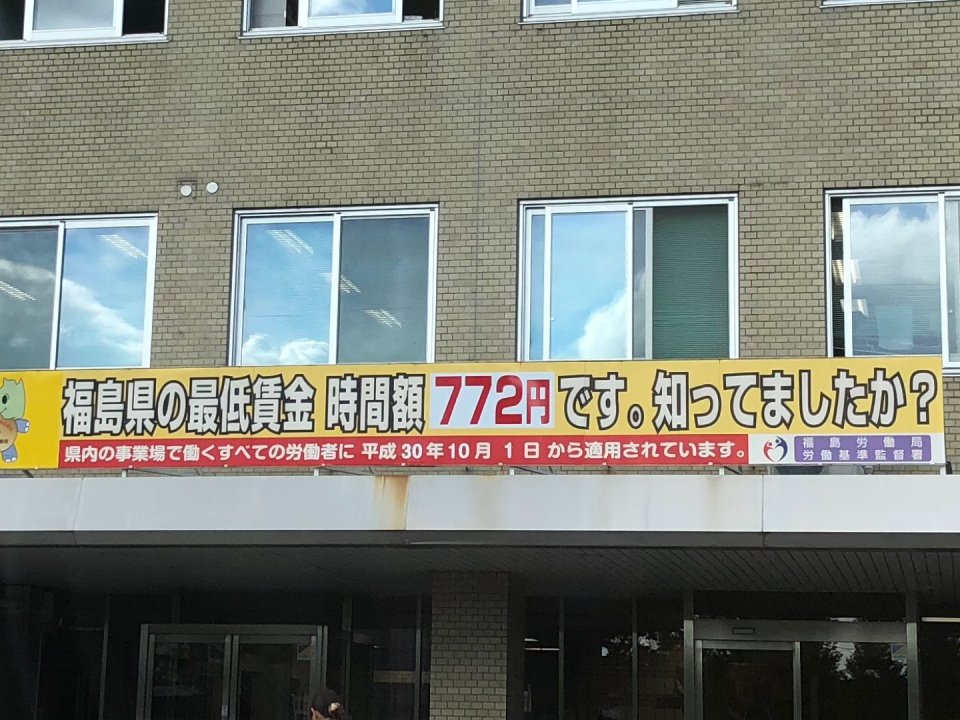 福島県の最低賃金 時間額 772円です。知ってましたか?
県内の事業場で働くすべての労働者に 平成30年10月 1日から適用されています。
福島労働局
労働基準監督署